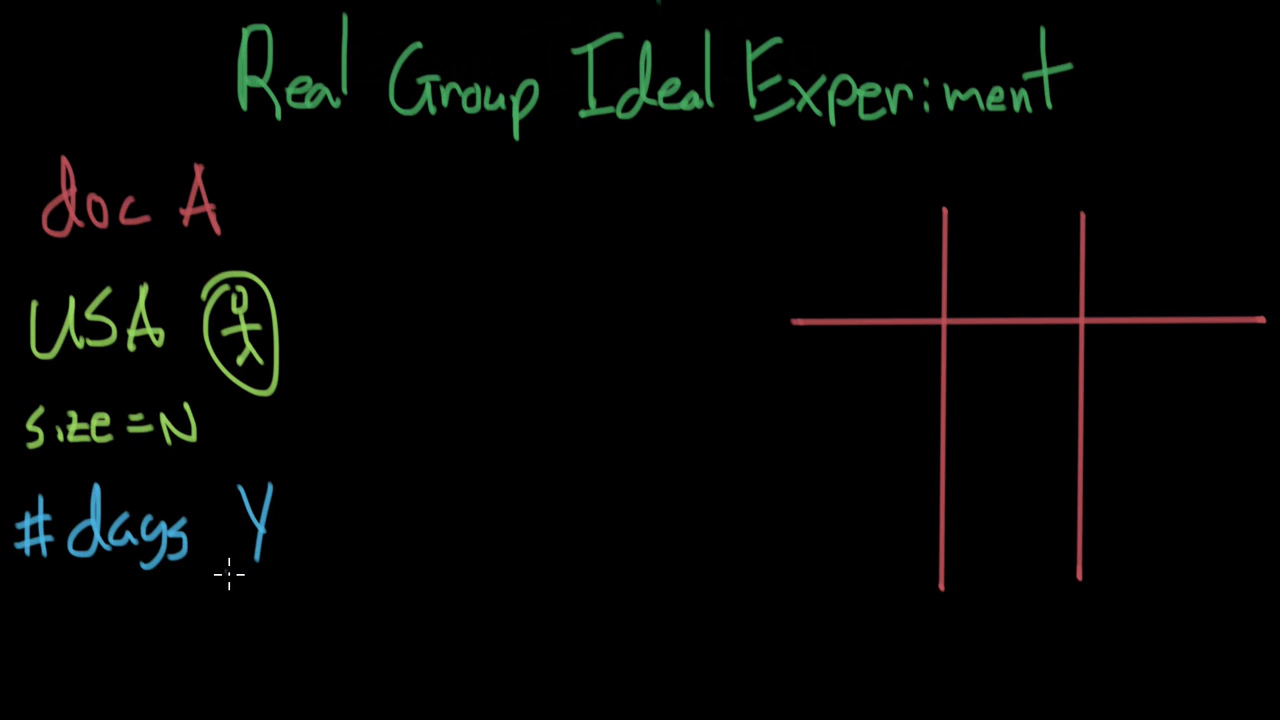 Real Group Ideal Experiment
doc A
USA
size = N
# days Y